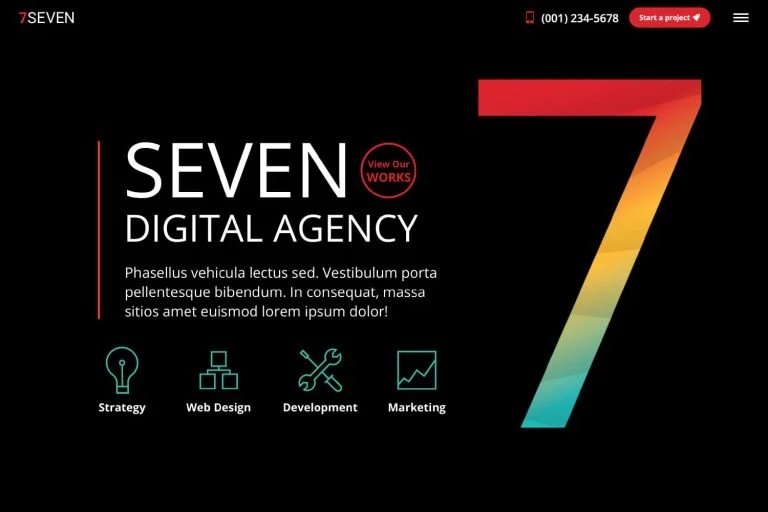 7SEVEN
(001) 234-5678
Start a project
SEVEN
View Our
WORKS
DIGITAL AGENCY
Phasellus vehicula lectus sed. Vestibulum porta
pellentesque bibendum. In consequat, massa
sitios amet euismod lorem ipsum dolor!
Strategy
Web Design
Development
Marketing
7